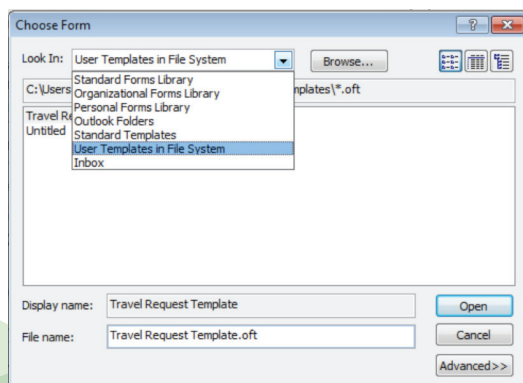 Choose Form
Look In: User Templates in File System Browse...
Standard Forms Library
C:\Users Organizational Forms Library mplates\*.oft
Personal Forms Library
Travel Re Outlook Folders
Untitled Standard Templates
User Templates in File System
Inbox
Display name: Travel Request Template Open
File name: Travel Request Template.oft Cancel
Advanced>>